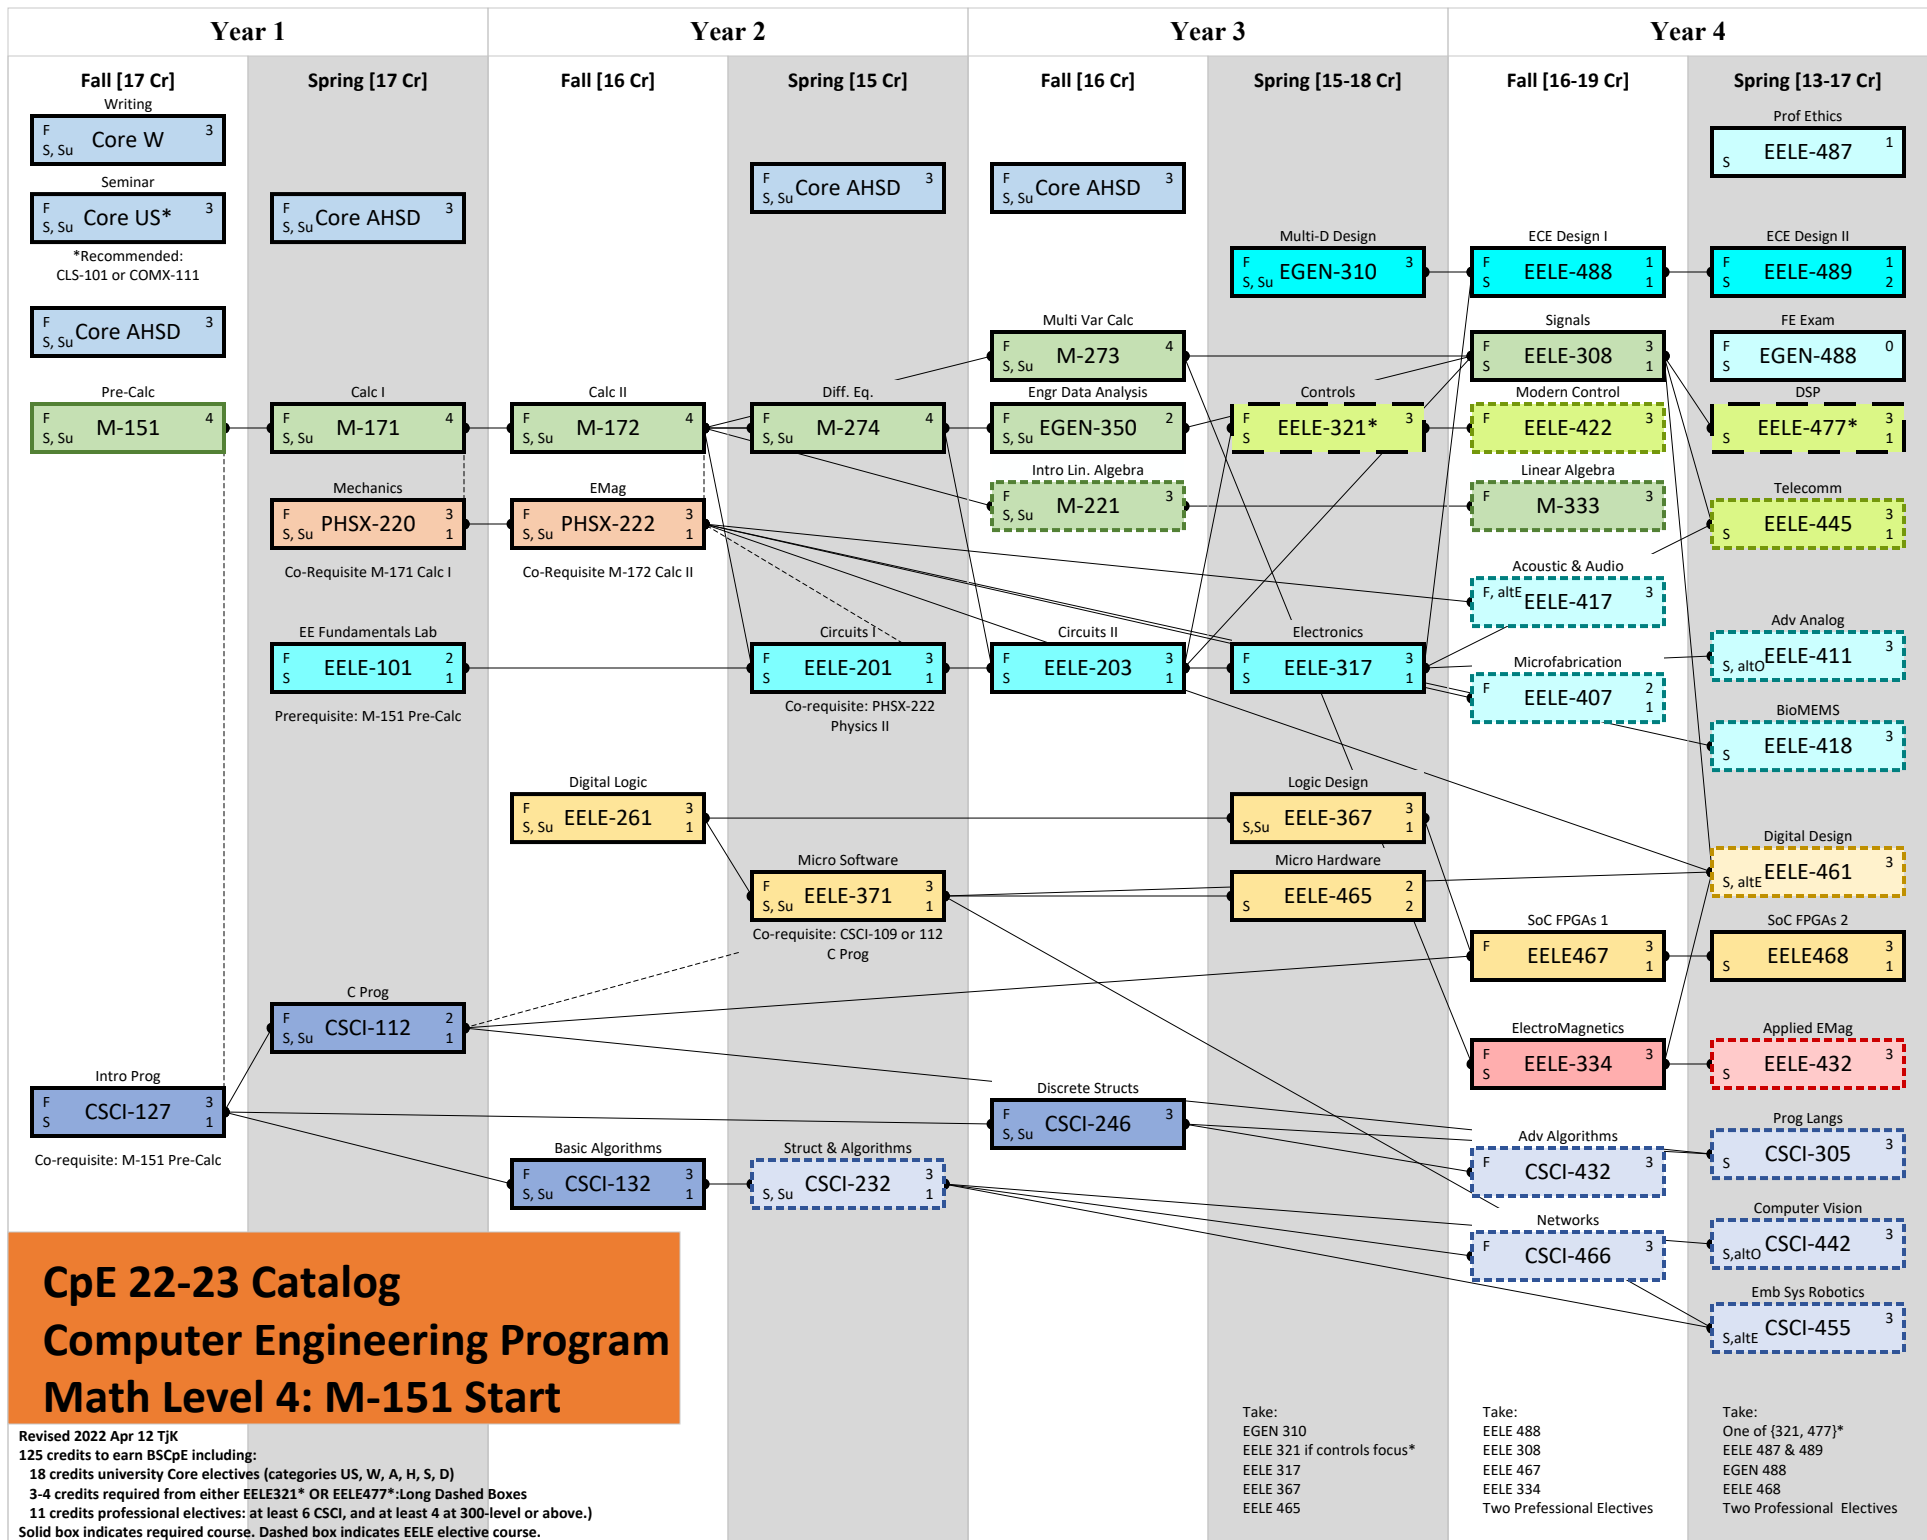 Year 1
Year 2
Year 3
Year 4
Fall [17 Cr]
Spring [17 Cr]
Fall [16 Cr]
Spring [15 Cr]
Fall [16 Cr]
Spring [15-18 Cr]
Fall [16-19 Cr]
Spring [13-17 Cr]
Writing
F
S, Su
Core W
3
Seminar
F
S, Su
Core US*
3
*Recommended:
CLS-101 or COMX-111
F
S, Su
Core AHSD
3
Pre-Calc
F
S, Su
M-151
4
Intro Prog
F
S
CSCI-127
3
1
Co-requisite: M-151 Pre-Calc
F
S, Su
Core AHSD
3
Calc I
F
S, Su
M-171
4
Mechanics
F
S, Su
PHSX-220
3
1
Co-Requisite M-171 Calc I
EE Fundamentals Lab
F
S
EELE-101
2
1
Prerequisite: M-151 Pre-Calc
C Prog
F
S, Su
CSCI-112
2
1
Calc II
F
S, Su
M-172
4
EMag
F
S, Su
PHSX-222
3
1
Co-Requisite M-172 Calc II
Digital Logic
F
S, Su
EELE-261
3
1
Basic Algorithms
F
S, Su
CSCI-132
3
1
F
S, Su
Core AHSD
3
Diff. Eq.
F
S, Su
M-274
4
Circuits I
F
S
EELE-201
3
1
Co-requisite: PHSX-222
Physics II
Micro Software
F
S, Su
EELE-371
3
1
Co-requisite: CSCI-109 or 112
C Prog
Struct & Algorithms
S, Su
CSCI-232
3
1
F
S, Su
Core AHSD
3
Multi Var Calc
F
S, Su
M-273
4
Engr Data Analysis
F
S, Su
EGEN-350
2
Intro Lin. Algebra
F
S, Su
M-221
3
Circuits II
F
S
EELE-203
3
1
Discrete Structs
F
S, Su
CSCI-246
3
Multi-D Design
F
S, Su
EGEN-310
3
Controls
F
S
EELE-321*
3
Electronics
F
S
EELE-317
3
1
Logic Design
S,Su
EELE-367
3
1
Micro Hardware
S
EELE-465
2
2
Take:
EGEN 310
EELE 321 if controls focus*
EELE 317
EELE 367
EELE 465
ECE Design I
F
S
EELE-488
1
1
Signals
F
S
EELE-308
3
1
Modern Control
F
EELE-422
3
Linear Algebra
F
M-333
3
Acoustic & Audio
F, altE
EELE-417
3
Microfabrication
F
EELE-407
2
1
SoC FPGAs 1
F
EELE467
3
1
ElectroMagnetics
F
S
EELE-334
3
Adv Algorithms
F
CSCI-432
3
Networks
F
CSCI-466
3
Take:
EELE 488
EELE 308
EELE 467
EELE 334
Two Prefessional Electives
Prof Ethics
S
EELE-487
1
ECE Design II
F
S
EELE-489
1
2
FE Exam
F
S
EGEN-488
0
DSP
S
EELE-477*
3
1
Telecomm
S
EELE-445
3
1
Adv Analog
S, altO
EELE-411
3
BioMEMS
S
EELE-418
3
Digital Design
S, altE
EELE-461
3
SoC FPGAs 2
S
EELE468
3
1
Applied EMag
S
EELE-432
3
Prog Langs
S
CSCI-305
3
Computer Vision
S,altO
CSCI-442
3
Emb Sys Robotics
S,altE
CSCI-455
3
Take:
One of {321, 477}*
EELE 487 & 489
EGEN 488
EELE 468
Two Professional Electives
CpE 22-23 Catalog
Computer Engineering Program
Math Level 4: M-151 Start
Revised 2022 Apr 12 TjK
125 credits to earn BSCpE including:
18 credits university Core electives (categories US, W, A, H, S, D)
3-4 credits required from either EELE321* OR EELE477*:Long Dashed Boxes
11 credits professional electives: at least 6 CSCI, and at least 4 at 300-level or above.)
Solid box indicates required course. Dashed box indicates EELE elective course.